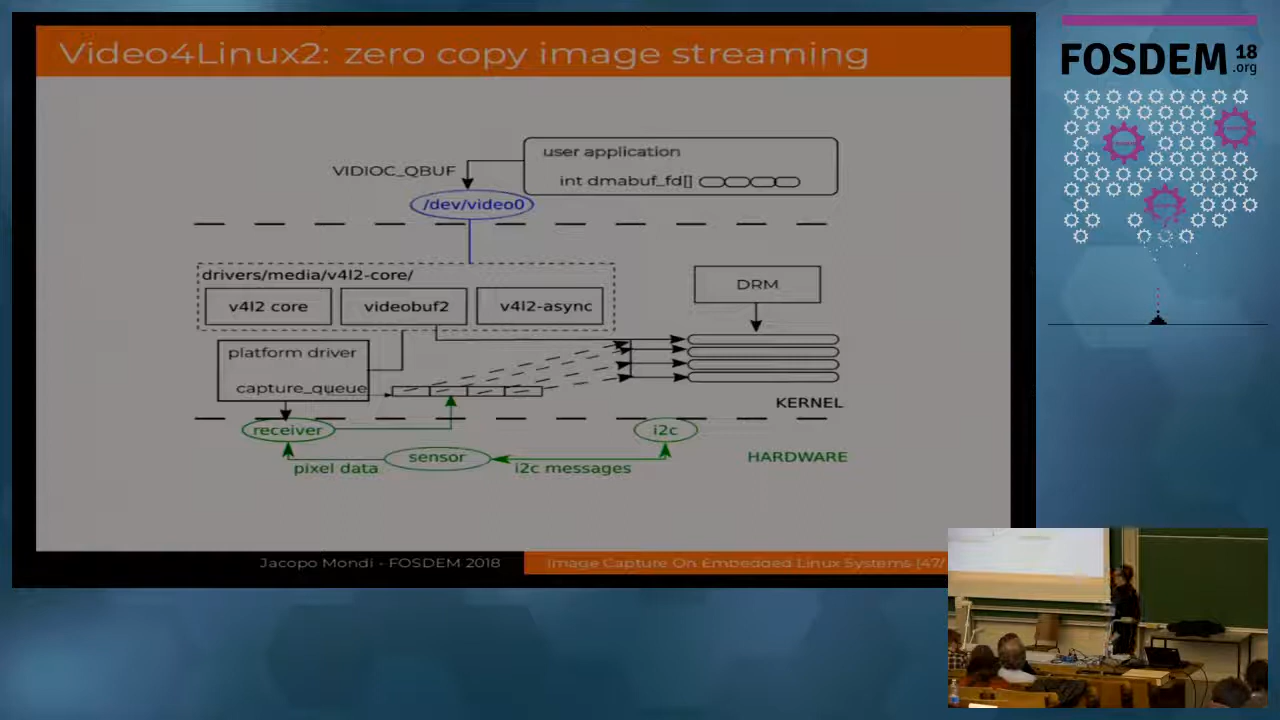 Video4Linux2: zero copy image streaming
FOSDEM 18
.org
user application
VIDIOC_QBUF
int dmabuf_fd[]
/dev/video0
drivers/media/v4l2-core/
v4l2 core
videobuf2
v4l2-async
DRM
platform driver
capture_queue
KERNEL
receiver
i2c
sensor
HARDWARE
pixel data
i2c messages
Jacopo Mondi - FOSDEM 2018
Image Capture On Embedded Linux Systems [47/